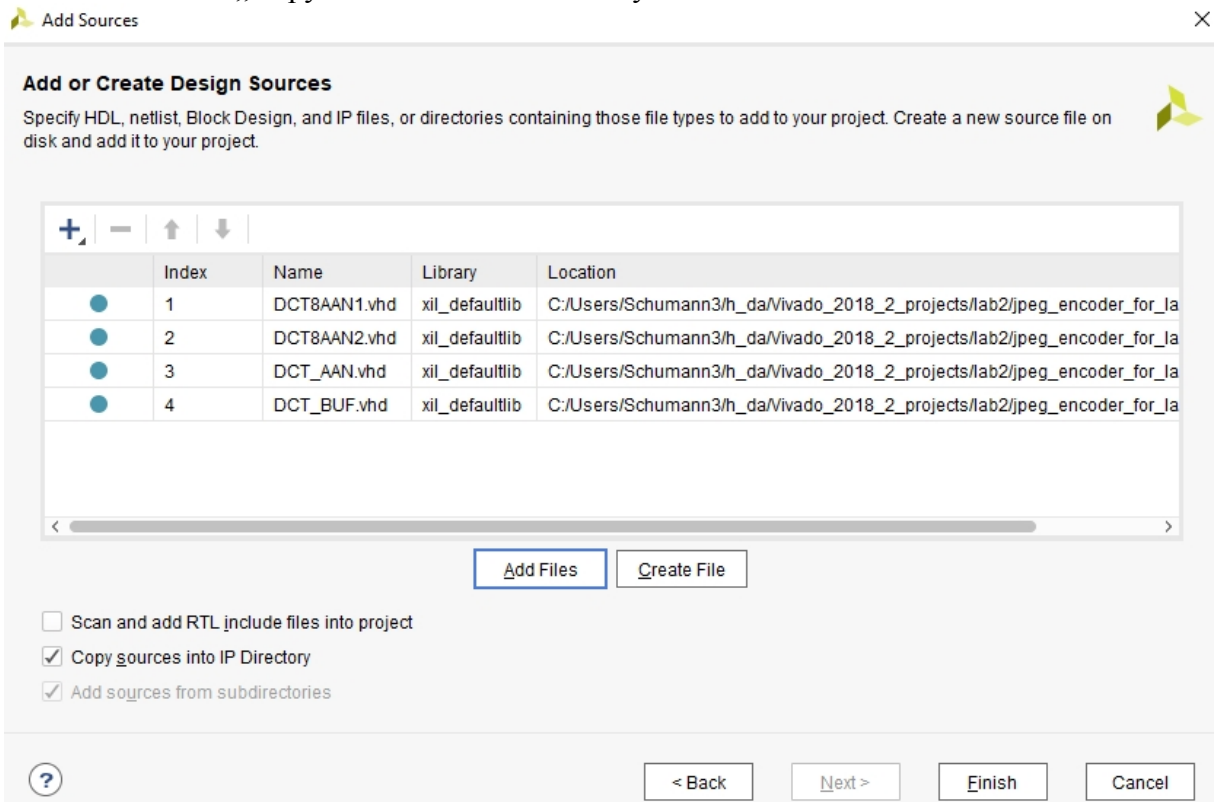 Add Sources
Add or Create Design Sources
Specify HDL, netlist, Block Design, and IP files, or directories containing those file types to add to your project. Create a new source file on
disk and add it to your project.
Index Name Library Location
1 DCT8AAN1.vhd xil_defaultlib C:/Users/Schumann3/h_da/Vivado_2018_2_projects/lab2/jpeg_encoder_for_la
2 DCT8AAN2.vhd xil_defaultlib C:/Users/Schumann3/h_da/Vivado_2018_2_projects/lab2/jpeg_encoder_for_la
3 DCT_AAN.vhd xil_defaultlib C:/Users/Schumann3/h_da/Vivado_2018_2_projects/lab2/jpeg_encoder_for_la
4 DCT_BUF.vhd xil_defaultlib C:/Users/Schumann3/h_da/Vivado_2018_2_projects/lab2/jpeg_encoder_for_la
Add Files Create File
Scan and add RTL include files into project
Copy sources into IP Directory
Add sources from subdirectories
? < Back Next > Finish Cancel